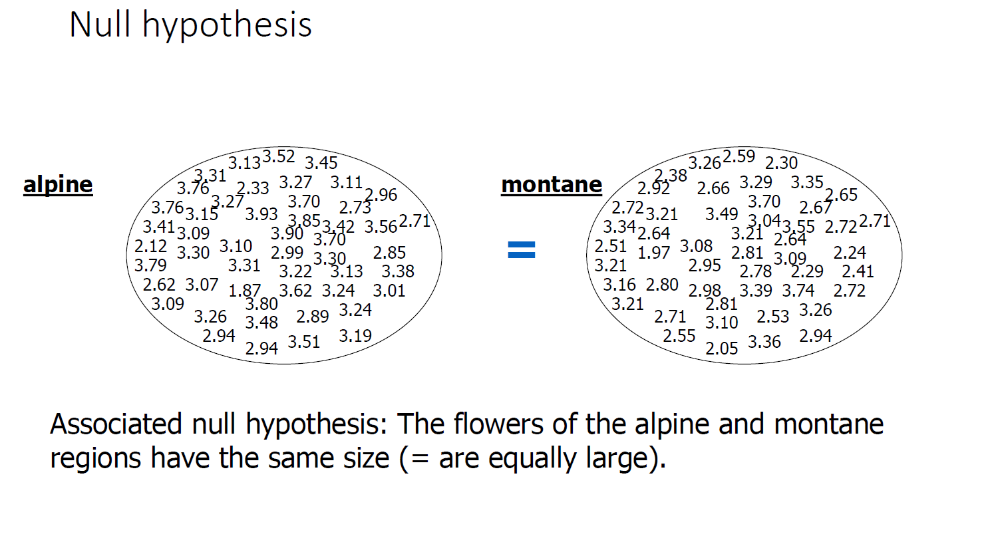 Null hypothesis
alpine
3.13 3.52 3.45
3.31
3.76 2.33 3.27 3.11
2.96
3.76 3.27 3.70 2.73
3.15 3.93 3.85
3.41 3.42 3.56 2.71
3.09 3.90 3.70
2.12 3.30 3.10 2.99 3.30 2.85
3.79 3.31 3.22 3.13 3.38
2.62 3.07 1.87 3.62 3.24 3.01
3.09 3.80
3.26 3.48 2.89 3.24
2.94 2.94 3.51 3.19
=
montane
3.26 2.59 2.30
2.38
2.92 2.66 3.29 3.35
2.65
2.72 3.70 2.67
3.21 3.49 3.04
3.34 3.55 2.72 2.71
2.64 3.21 2.64
2.51 1.97 3.08 2.81 3.09 2.24
3.21 2.95 2.78 2.29 2.41
3.16 2.80 2.98 3.39 3.74 2.72
3.21 2.81
2.71 3.10 2.53 3.26
2.55 2.05 3.36 2.94
Associated null hypothesis: The flowers of the alpine and montane
regions have the same size (= are equally large).